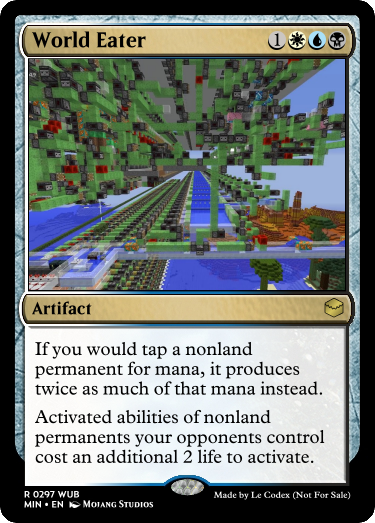 World Eater 1
Artifact
If you would tap a nonland
permanent for mana, it produces
twice as much of that mana instead.
Activated abilities of nonland
permanents your opponents control
cost an additional 2 life to activate.
R 0297 WUB
MIN • EN Mojang Studios
Made by Le Codex (Not For Sale)